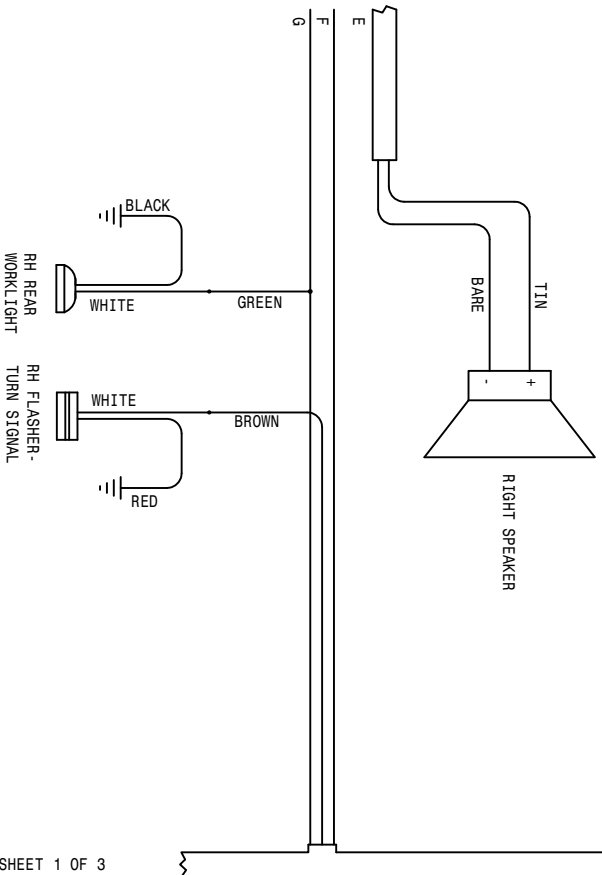 G
F
E
BLACK
WHITE
GREEN
RH REAR
WORKLIGHT
WHITE
BROWN
RED
RH FLASHER-
TURN SIGNAL
TIN
BARE
-
+
RIGHT SPEAKER
SHEET 1 OF 3